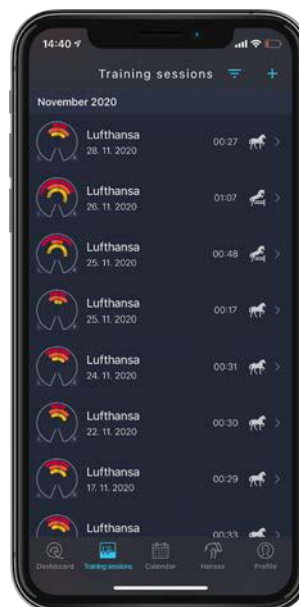 14:40
Training sessions +
November 2020
Lufthansa
28. 11. 2020
00:27
Lufthansa
26. 11. 2020
01:07
Lufthansa
25. 11. 2020
00:48
Lufthansa
25. 11. 2020
00:17
Lufthansa
24. 11. 2020
00:31
Lufthansa
22. 11. 2020
00:30
Lufthansa
17. 11. 2020
00:29
Lufthansa
00:33
Dashboard Training sessions Calendar Horses Profile